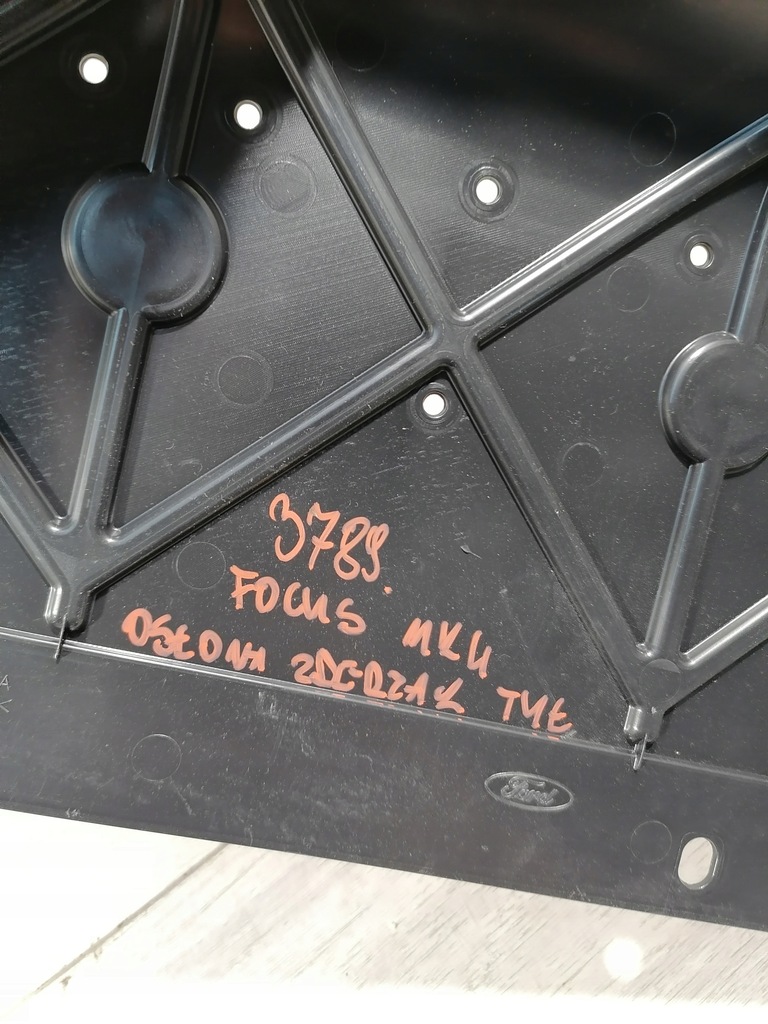 3789.
FOCUS MK4
OSŁONA ZDERZAK TYŁ
Ford